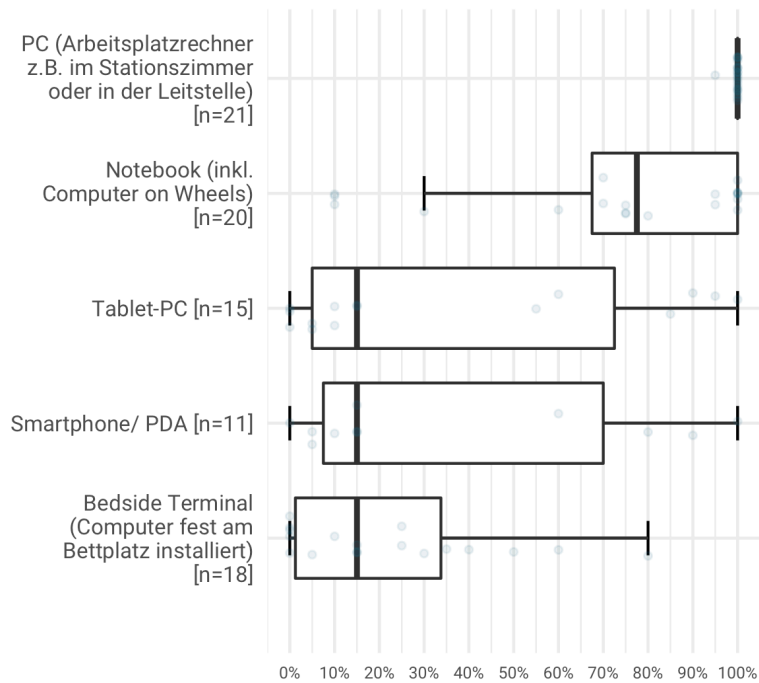 PC (Arbeitsplatzrechner
z.B. im Stationszimmer
oder in der Leitstelle)
[n=21]
Notebook (inkl.
Computer on Wheels)
[n=20]
Tablet-PC [n=15]
Smartphone/ PDA [n=11]
Bedside Terminal
(Computer fest am
Bettplatz installiert)
[n=18]
0% 10% 20% 30% 40% 50% 60% 70% 80% 90% 100%